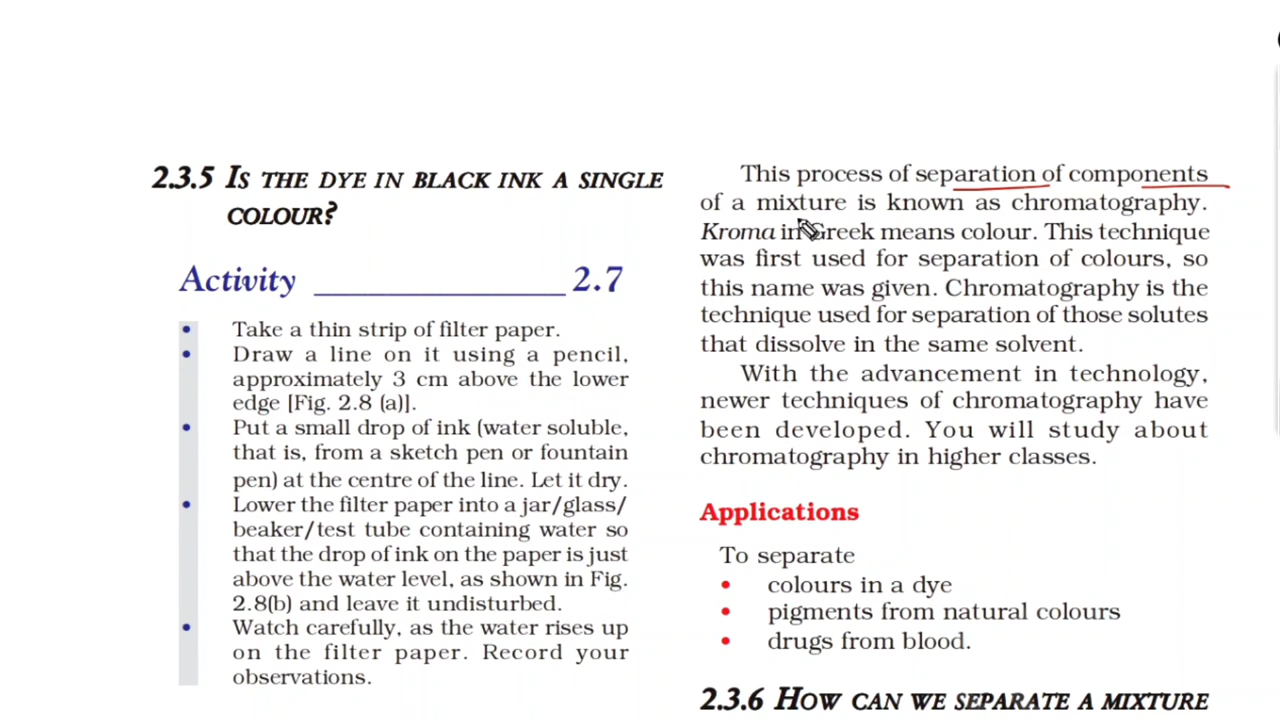 2.3.5 IS THE DYE IN BLACK INK A SINGLE
COLOUR?
Activity ________________ 2.7
• Take a thin strip of filter paper.
• Draw a line on it using a pencil,
approximately 3 cm above the lower
edge [Fig. 2.8 (a)].
• Put a small drop of ink (water soluble,
that is, from a sketch pen or fountain
pen) at the centre of the line. Let it dry.
• Lower the filter paper into a jar/glass/
beaker/test tube containing water so
that the drop of ink on the paper is just
above the water level, as shown in Fig.
2.8(b) and leave it undisturbed.
• Watch carefully, as the water rises up
on the filter paper. Record your
observations.
This process of separation of components
of a mixture is known as chromatography.
Kroma in Greek means colour. This technique
was first used for separation of colours, so
this name was given. Chromatography is the
technique used for separation of those solutes
that dissolve in the same solvent.
With the advancement in technology,
newer techniques of chromatography have
been developed. You will study about
chromatography in higher classes.
Applications
To separate
• colours in a dye
• pigments from natural colours
• drugs from blood.
2.3.6 HOW CAN WE SEPARATE A MIXTURE